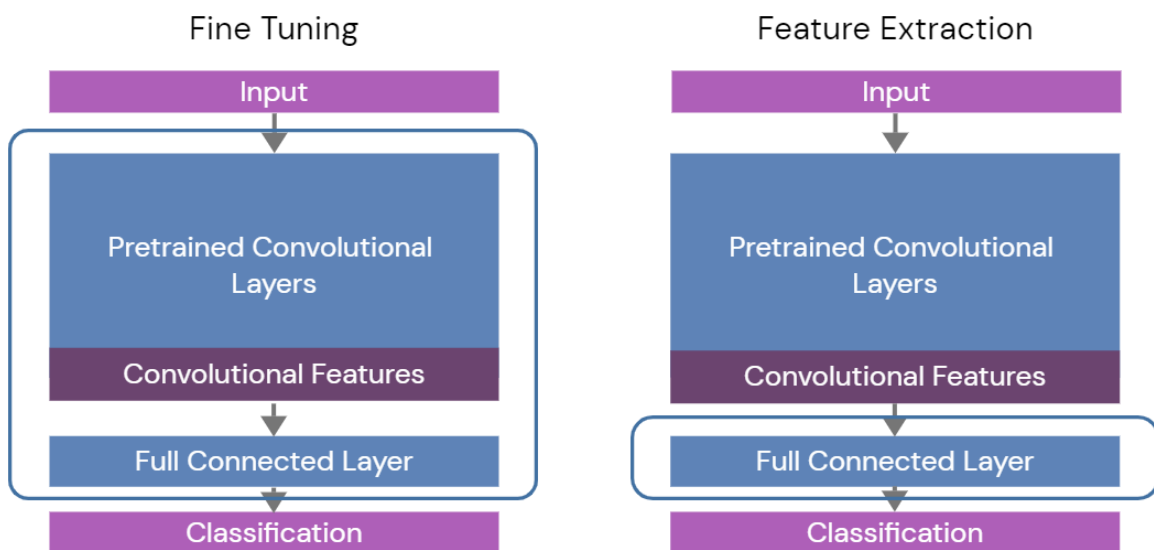 Fine Tuning
Input
Pretrained Convolutional
Layers
Convolutional Features
Full Connected Layer
Classification
Feature Extraction
Input
Pretrained Convolutional
Layers
Convolutional Features
Full Connected Layer
Classification